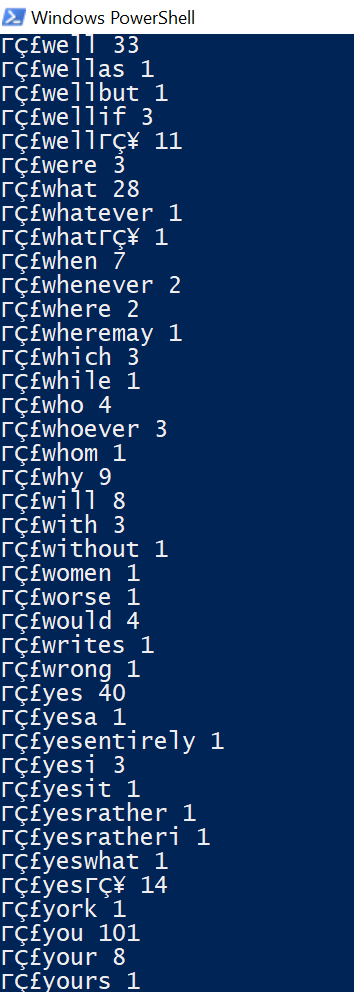 Windows PowerShell
ΓÇ£well 33
ΓÇ£wellas 1
ΓÇ£wellbut 1
ΓÇ£wellif 3
ΓÇ£wellΓÇ¥ 11
ΓÇ£were 3
ΓÇ£what 28
ΓÇ£whatever 1
ΓÇ£whatΓÇ¥ 1
ΓÇ£when 7
ΓÇ£whenever 2
ΓÇ£where 2
ΓÇ£wheremay 1
ΓÇ£which 3
ΓÇ£while 1
ΓÇ£who 4
ΓÇ£whoever 3
ΓÇ£whom 1
ΓÇ£why 9
ΓÇ£will 8
ΓÇ£with 3
ΓÇ£without 1
ΓÇ£women 1
ΓÇ£worse 1
ΓÇ£would 4
ΓÇ£writes 1
ΓÇ£wrong 1
ΓÇ£yes 40
ΓÇ£yesa 1
ΓÇ£yesentirely 1
ΓÇ£yesi 3
ΓÇ£yesit 1
ΓÇ£yesrather 1
ΓÇ£yesratheri 1
ΓÇ£yeswhat 1
ΓÇ£yesΓÇ¥ 14
ΓÇ£york 1
ΓÇ£you 101
ΓÇ£your 8
ΓÇ£yours 1